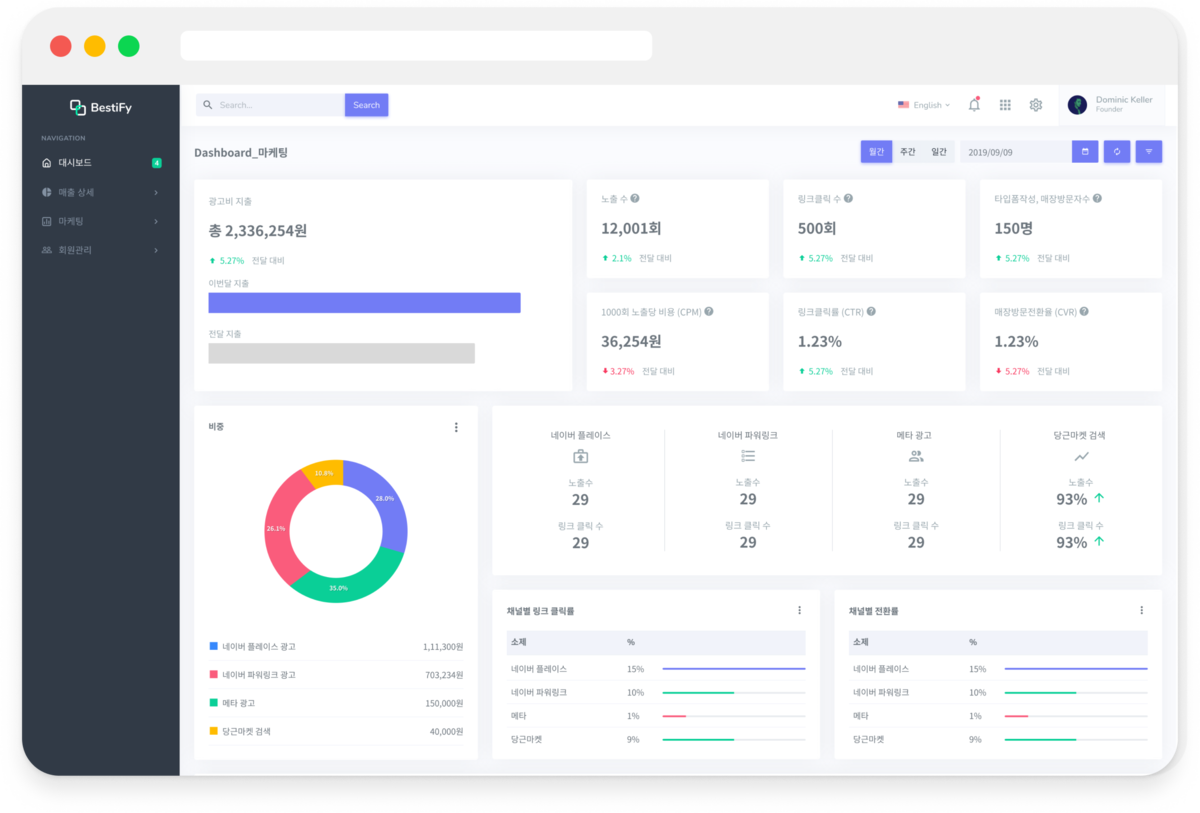 BestiFy
Search...
Search
English
Dominic Keller
Founder
NAVIGATION
대시보드
4
매출 상세
마케팅
회원관리
Dashboard_마케팅
월간
주간
일간
2019/09/09
광고비 지출
총 2,336,254원
5.27% 전달 대비
이번달 지출
전달 지출
노출 수 ?
12,001회
2.1% 전달 대비
링크클릭 수 ?
500회
5.27% 전달 대비
타입폼작성, 매장방문자수 ?
150명
5.27% 전달 대비
1000회 노출당 비용 (CPM) ?
36,254원
3.27% 전달 대비
링크클릭률 (CTR) ?
1.23%
5.27% 전달 대비
매장방문전환율 (CVR) ?
1.23%
5.27% 전달 대비
비중
10.9%
28.0%
26.1%
35.0%
네이버 플레이스 광고 1,11,300원
네이버 파워링크 광고 703,234원
메타 광고 150,000원
당근마켓 검색 40,000원
네이버 플레이스
노출수
29
링크 클릭 수
29
네이버 파워링크
노출수
29
링크 클릭 수
29
메타 광고
노출수
29
링크 클릭 수
29
당근마켓 검색
노출수
93%
링크 클릭 수
93%
채널별 링크 클릭률
소제 %
네이버 플레이스 15%
네이버 파워링크 10%
메타 1%
당근마켓 9%
채널별 전환률
소제 %
네이버 플레이스 15%
네이버 파워링크 10%
메타 1%
당근마켓 9%